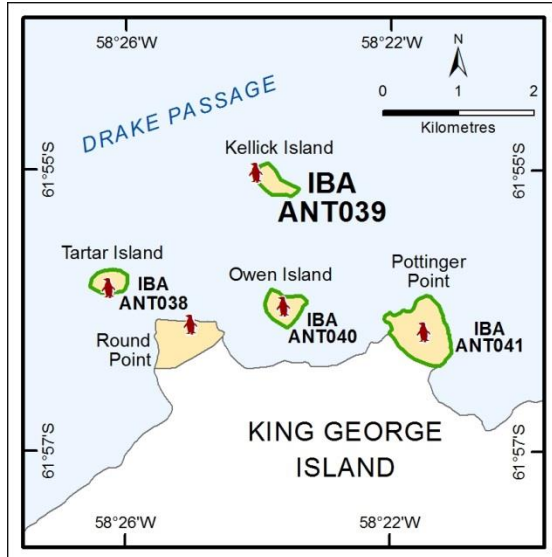 58°26'W
58°22'W
N
0 1 2
Kilometres
DRAKE PASSAGE
61°55'S
61°55'S
Kellick Island
IBA
ANT039
Tartar Island
IBA
ANT038
Owen Island
IBA
ANT040
Pottinger
Point
IBA
ANT041
Round
Point
KING GEORGE
ISLAND
61°57'S
61°57'S
58°26'W
58°22'W